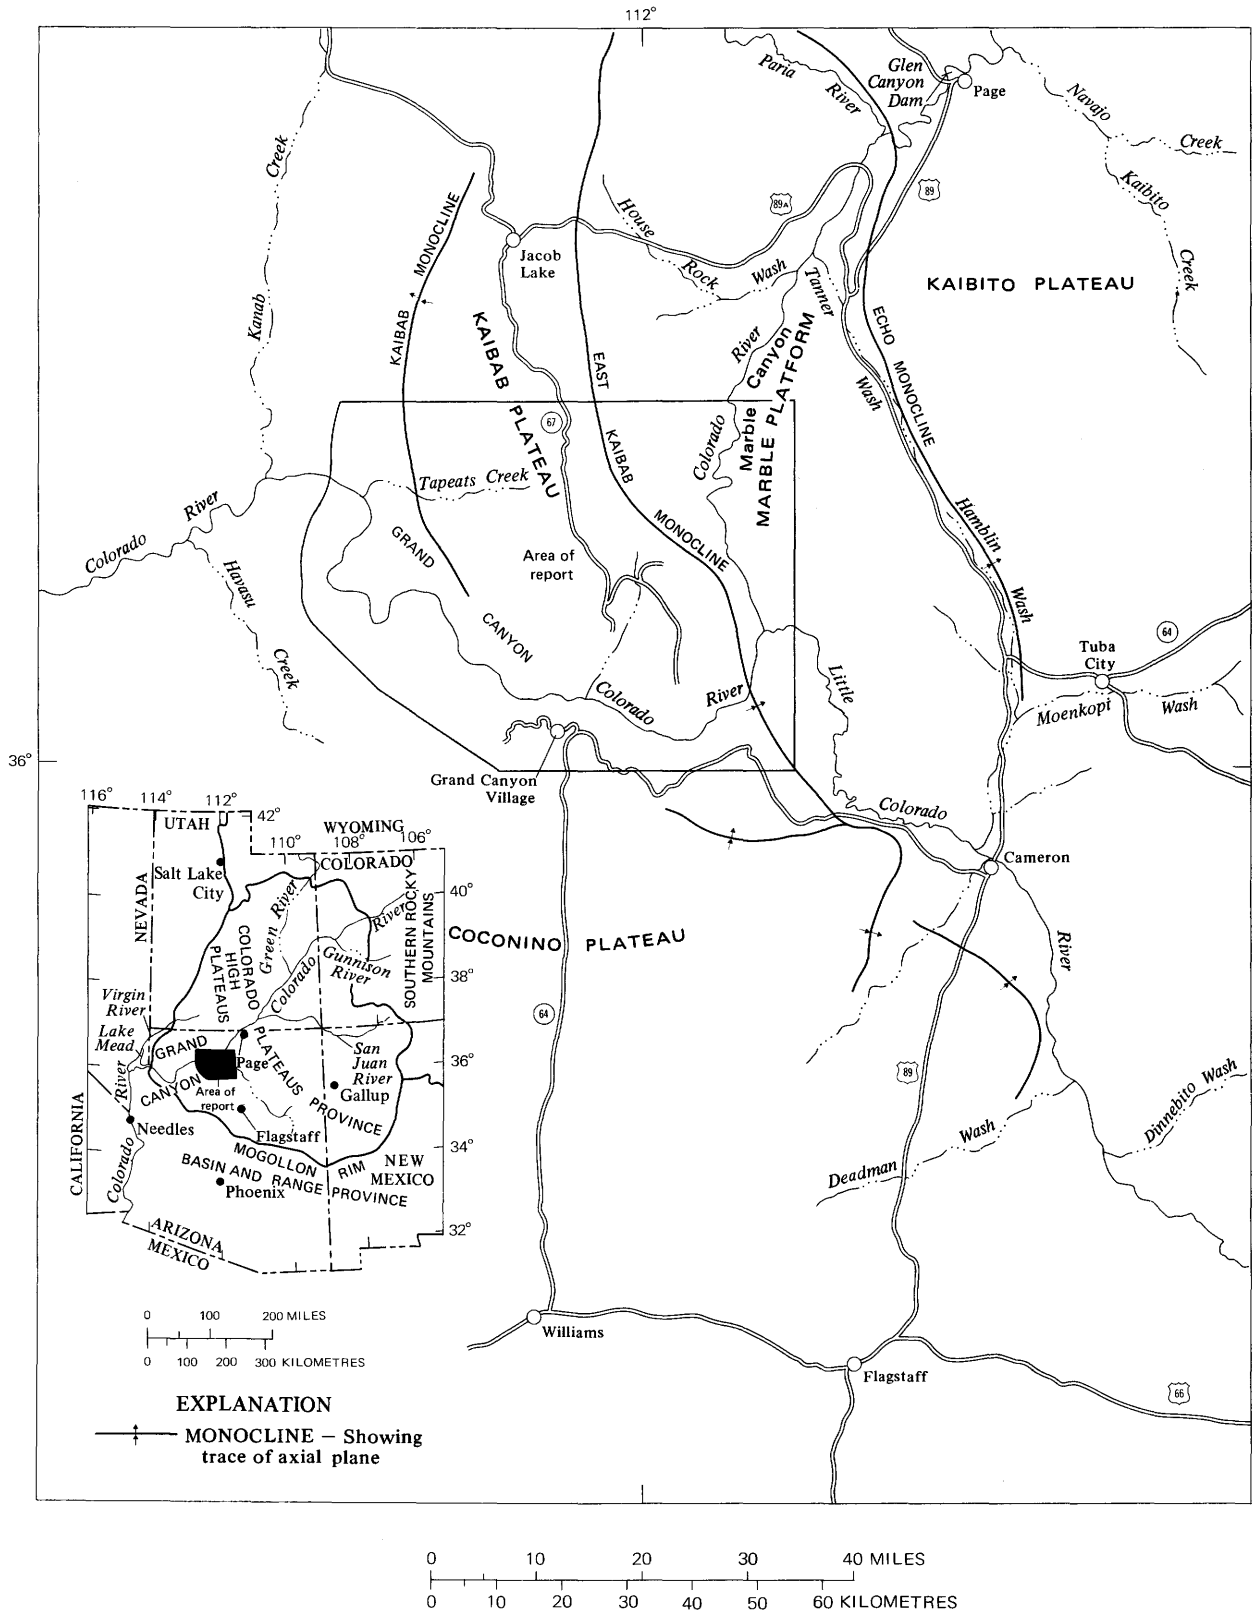 112°
Paria
River
Glen
Canyon
Dam
Page
Navajo
Creek
Kaibito
Creek
Kanab
Creek
KAIBAB
MONOCLINE
House
Rock
Wash
89A
89
Jacob
Lake
Tanner
Wash
KAIBITO PLATEAU
KAIBAB PLATEAU
EAST
KAIBAB
MONOCLINE
River
Marble Canyon
MARBLE PLATFORM
ECHO
MONOCLINE
67
Colorado
Tapeats Creek
Colorado
River
GRAND
CANYON
Area of
report
Hamblin
Wash
Havasu
Creek
64
Tuba
City
Little
Colorado
River
Moenkopi
Wash
36°
Grand Canyon
Village
Colorado
Cameron
River
COCONINO PLATEAU
64
89
Dinnebito Wash
Deadman
Wash
Williams
Flagstaff
66
116°
114°
112°
42°
UTAH
WYOMING
110°
108°
106°
COLORADO
Salt Lake
City
NEVADA
Green River
River
40°
SOUTHERN ROCKY
MOUNTAINS
COLORADO
HIGH
PLATEAUS
Gunnison
River
Colorado
38°
Virgin
River
Lake
Mead
GRAND
CANYON
Page
PLATEAUS PROVINCE
San
Juan
River
36°
Area of
report
Gallup
River
CALIFORNIA
Needles
Flagstaff
34°
Colorado
MOGOLLON
RIM
NEW
MEXICO
BASIN AND RANGE PROVINCE
Phoenix
32°
ARIZONA
MEXICO
0 100 200 MILES
0 100 200 300 KILOMETRES
EXPLANATION
MONOCLINE – Showing
trace of axial plane
0 10 20 30 40 MILES
0 10 20 30 40 50 60 KILOMETRES